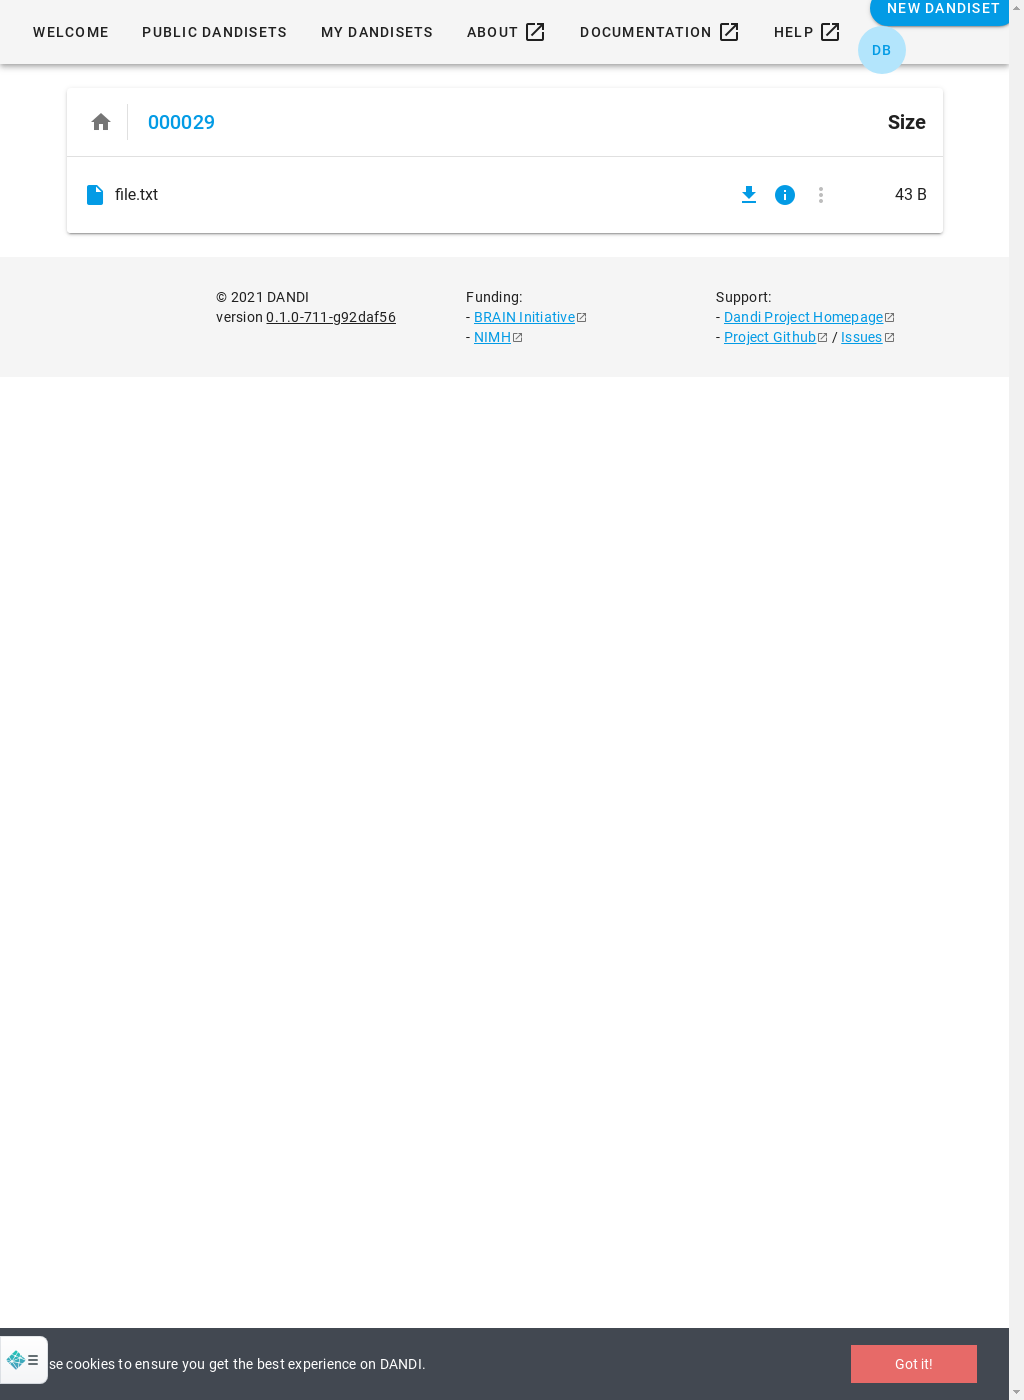 NEW DANDISET
WELCOME PUBLIC DANDISETS MY DANDISETS ABOUT DOCUMENTATION HELP
DB
000029 Size
file.txt 43 B
© 2021 DANDI
version 0.1.0-711-g92daf56
Funding:
- BRAIN Initiative
- NIMH
Support:
- Dandi Project Homepage
- Project Github / Issues
se cookies to ensure you get the best experience on DANDI.
Got it!